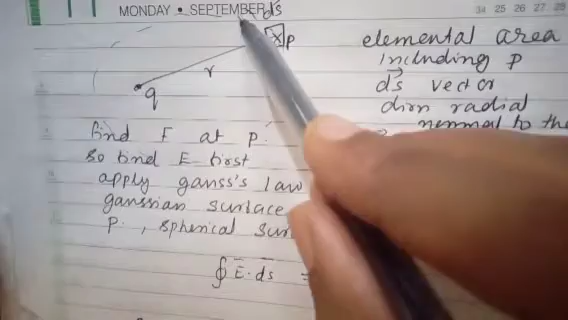 MONDAY • SEPTEMBER ds
34 25 26 27 28
P
r
q
elemental area
Including P
ds vector
dirn radial
normal to the
find F at P.
so find E first
apply gauss's law
gaussian surface
P. , spherical sur
∮ E . ds =